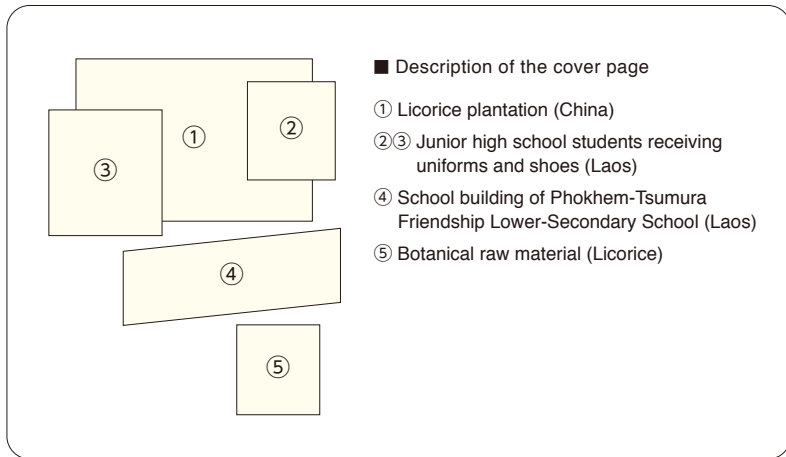 ①
②
③
④
⑤
■ Description of the cover page
① Licorice plantation (China)
②③ Junior high school students receiving
uniforms and shoes (Laos)
④ School building of Phokhem-Tsumura
Friendship Lower-Secondary School (Laos)
⑤ Botanical raw material (Licorice)